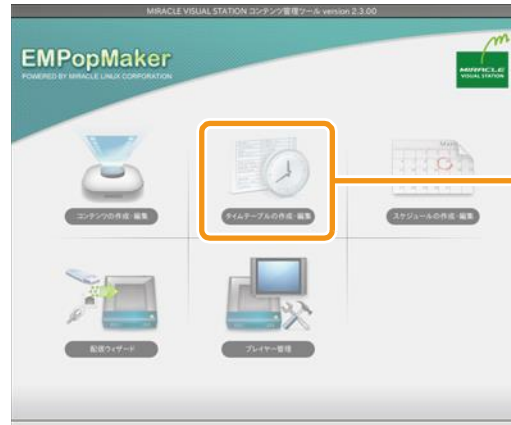 MIRACLE VISUAL STATION コンテンツ管理ツール version 2.3.00
EMPopMaker
POWERED BY MIRACLE LINUX CORPORATION
MIRACLE
VISUAL STATION
コンテンツの作成・編集
タイムテーブルの作成・編集
スケジュールの作成・編集
配信ウィザード
プレイヤー管理